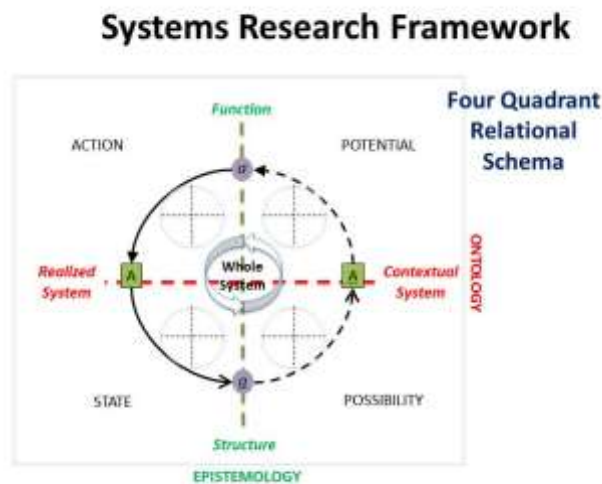 Systems Research Framework
Four Quadrant
Relational
Schema
Function
ACTION
POTENTIAL
Realized
System
A
Whole
System
A
Contextual
System
ONTOLOGY
STATE
POSSIBILITY
Structure
EPISTEMOLOGY